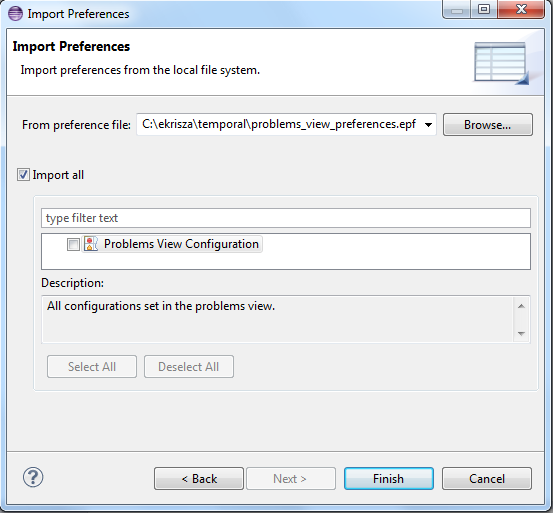 Import Preferences
Import Preferences
Import preferences from the local file system.
From preference file: C:\ekrisza\temporal\problems_view_preferences.epf Browse...
Import all
type filter text
Problems View Configuration
Description:
All configurations set in the problems view.
Select All Deselect All
? < Back Next > Finish Cancel